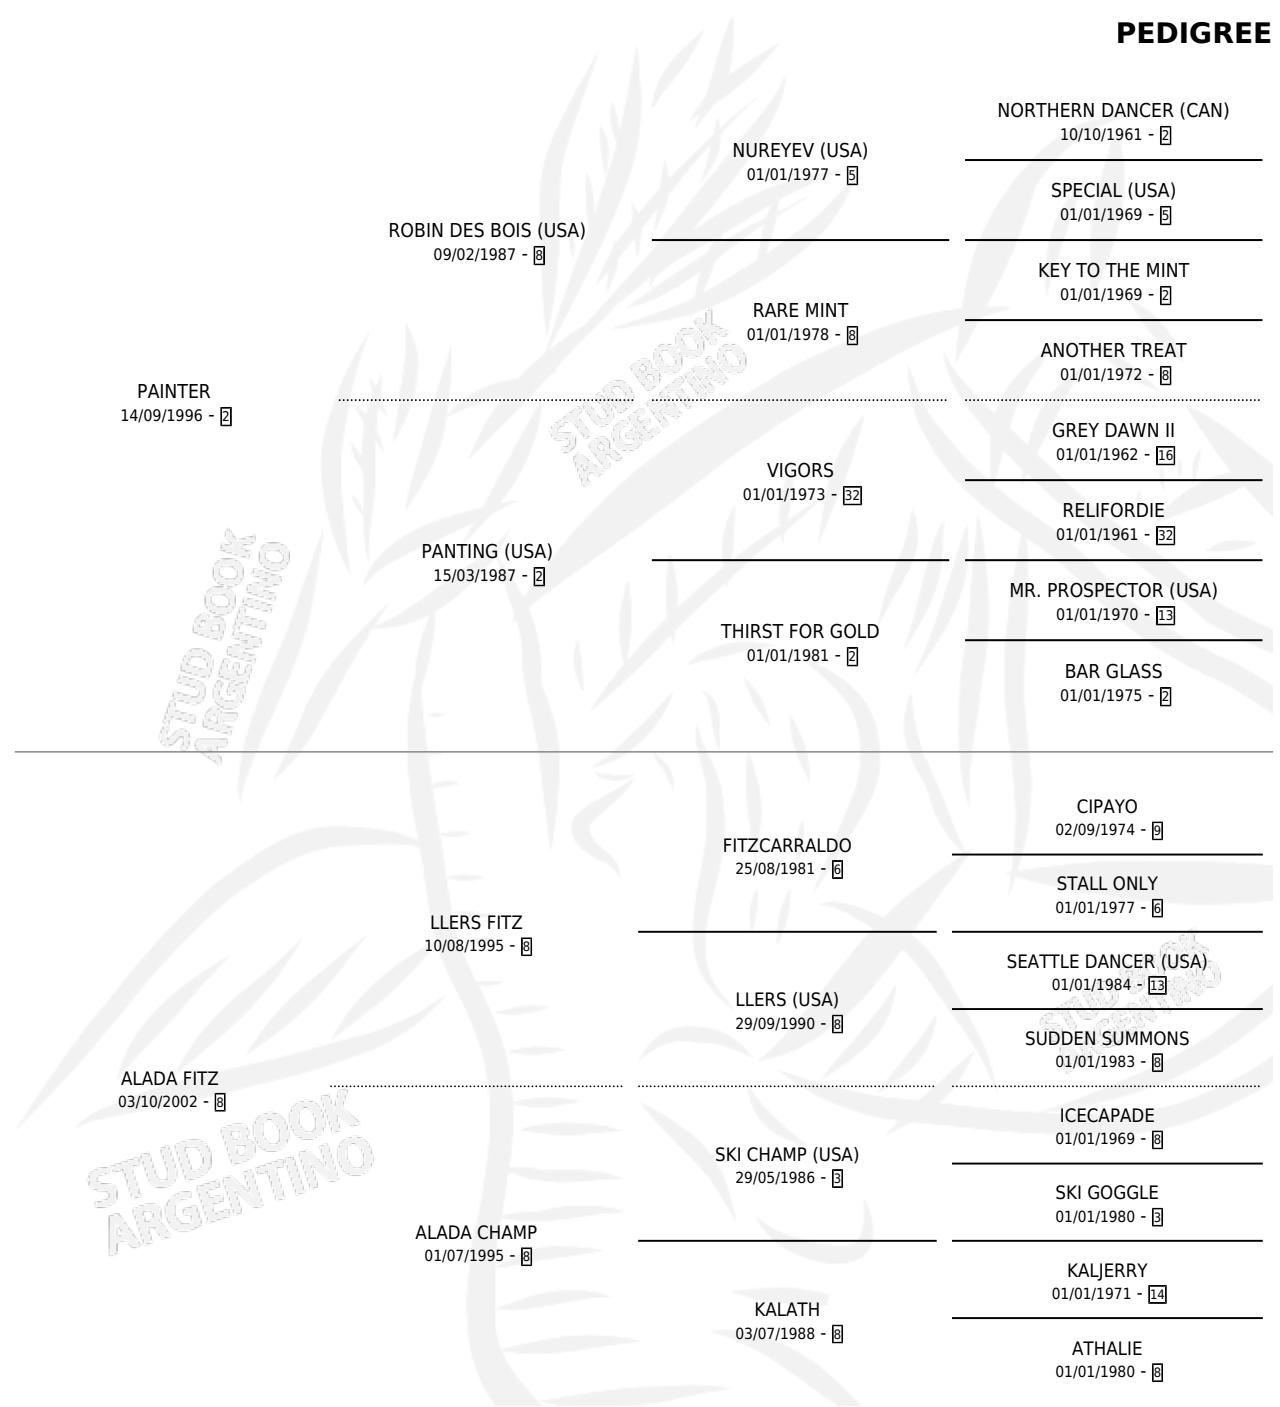 PEDIGREE
NORTHERN DANCER (CAN)
10/10/1961 - 2
NUREYEV (USA)
01/01/1977 - 5
SPECIAL (USA)
01/01/1969 - 5
ROBIN DES BOIS (USA)
09/02/1987 - 8
KEY TO THE MINT
01/01/1969 - 2
RARE MINT
01/01/1978 - 8
ANOTHER TREAT
01/01/1972 - 8
PAINTER
14/09/1996 - 2
GREY DAWN II
01/01/1962 - 16
VIGORS
01/01/1973 - 32
RELIFORDIE
01/01/1961 - 32
PANTING (USA)
15/03/1987 - 2
MR. PROSPECTOR (USA)
01/01/1970 - 13
THIRST FOR GOLD
01/01/1981 - 2
BAR GLASS
01/01/1975 - 2
CIPAYO
02/09/1974 - 9
FITZCARRALDO
25/08/1981 - 6
STALL ONLY
01/01/1977 - 6
LLERS FITZ
10/08/1995 - 8
SEATTLE DANCER (USA)
01/01/1984 - 13
LLERS (USA)
29/09/1990 - 8
SUDDEN SUMMONS
01/01/1983 - 8
ALADA FITZ
03/10/2002 - 8
ICECAPADE
01/01/1969 - 8
SKI CHAMP (USA)
29/05/1986 - 3
SKI GOGGLE
01/01/1980 - 3
ALADA CHAMP
01/07/1995 - 8
KALJERRY
01/01/1971 - 14
KALATH
03/07/1988 - 8
ATHALIE
01/01/1980 - 8
STUD BOOK
ARGENTINO
STUD BOOK
ARGENTINO
STUD BOOK
ARGENTINO
STUD BOOK
ARGENTINO